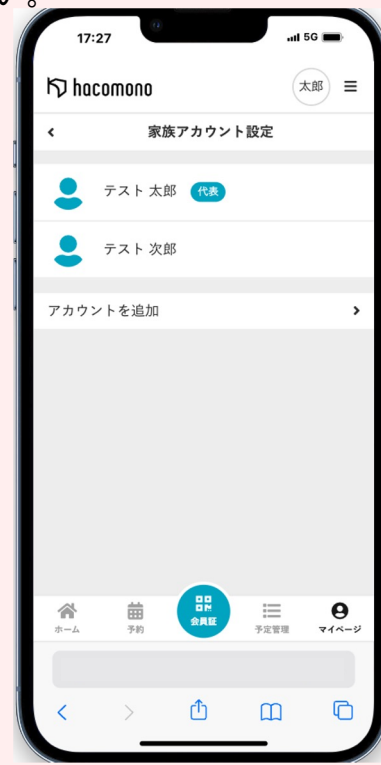 い。
17:27
5G
hacomono
太郎
家族アカウント設定
テスト 太郎 代表
テスト 次郎
アカウントを追加
ホーム
予約
会員証
予定管理
マイページ